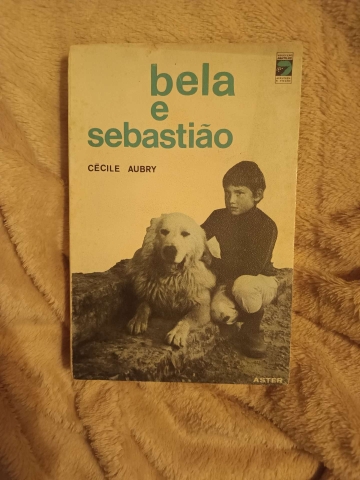 bela
e
sebastião
CÉCILE AUBRY
ASTER